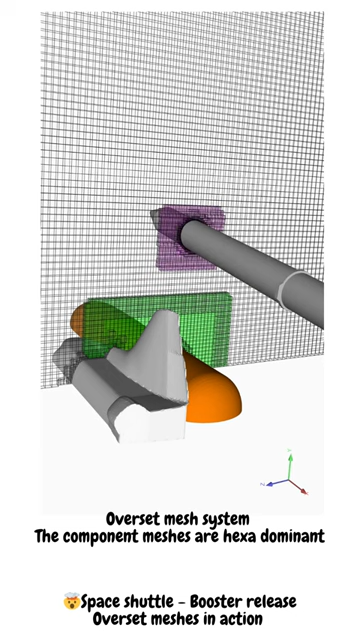 Overset mesh system
The component meshes are hexa dominant
🤯Space shuttle - Booster release
Overset meshes in action